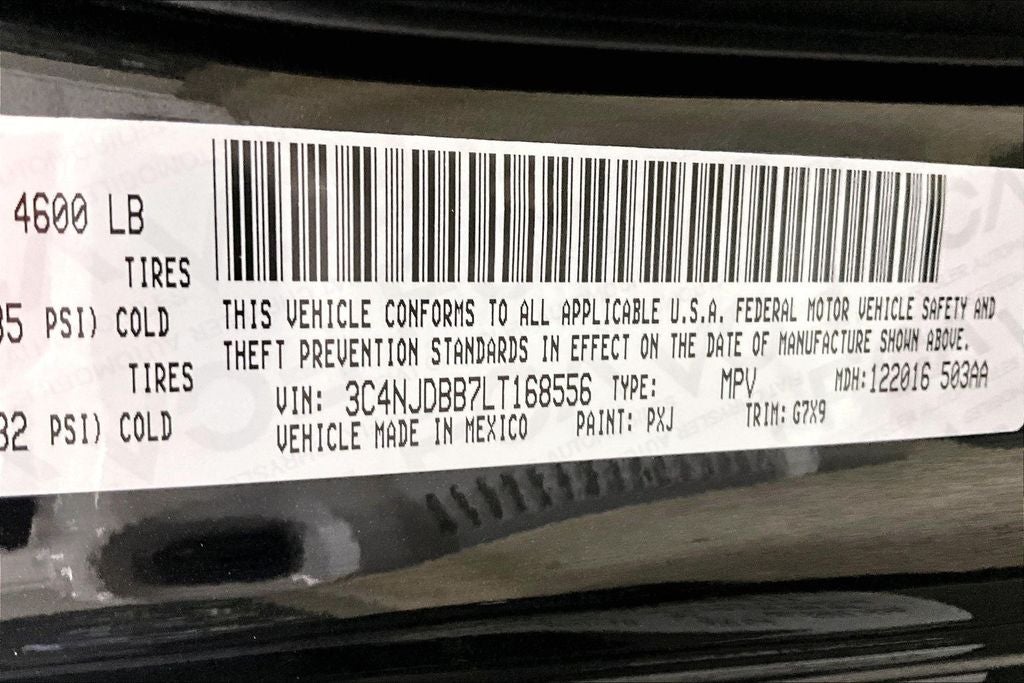 4600 LB
TIRES
35 PSI) COLD
TIRES
32 PSI) COLD
THIS VEHICLE CONFORMS TO ALL APPLICABLE U.S.A. FEDERAL MOTOR VEHICLE SAFETY AND
THEFT PREVENTION STANDARDS IN EFFECT ON THE DATE OF MANUFACTURE SHOWN ABOVE.
VIN: 3C4NJDBB7LT168556 TYPE: MPV MDH:122016 503AA
VEHICLE MADE IN MEXICO PAINT: PXJ TRIM: G7X9